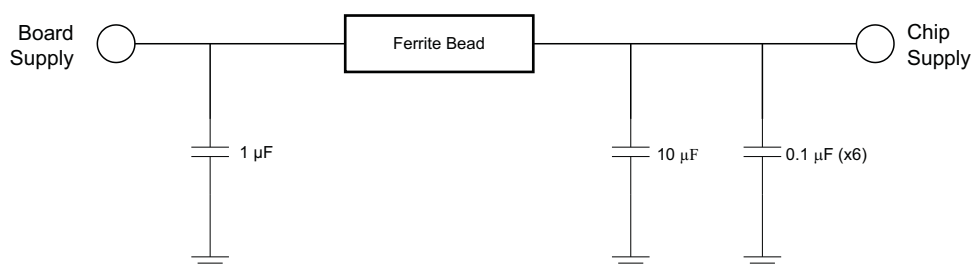 Board
Supply
Ferrite Bead
Chip
Supply
1 µF
10 µF
0.1 µF (x6)